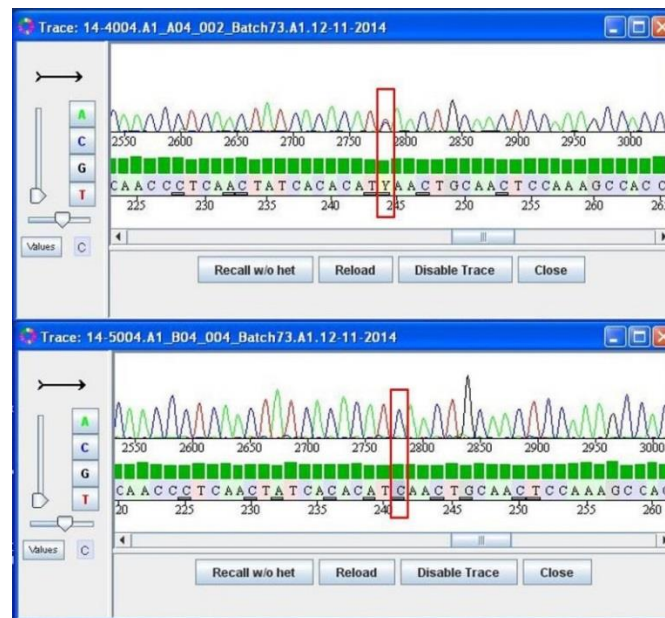 Trace: 14-4004.A1_A04_002_Batch73.A1.12-11-2014
A
C
G
T
Values C
2550 2600 2650 2700 2750 2800 2850 2900 2950 3000
CAACCCTCAACTATCACACATYAACTGCAACTCCAAAGCCACC
225 230 235 240 245 250 255 260 265
Recall w/o het Reload Disable Trace Close
Trace: 14-5004.A1_B04_004_Batch73.A1.12-11-2014
A
C
G
T
Values C
2550 2600 2650 2700 2750 2800 2850 2900 2950 3000
CAACCCTCAACTATCACACATCAACTGCAACTCCAAAGCCAC
220 225 230 235 240 245 250 255 260
Recall w/o het Reload Disable Trace Close